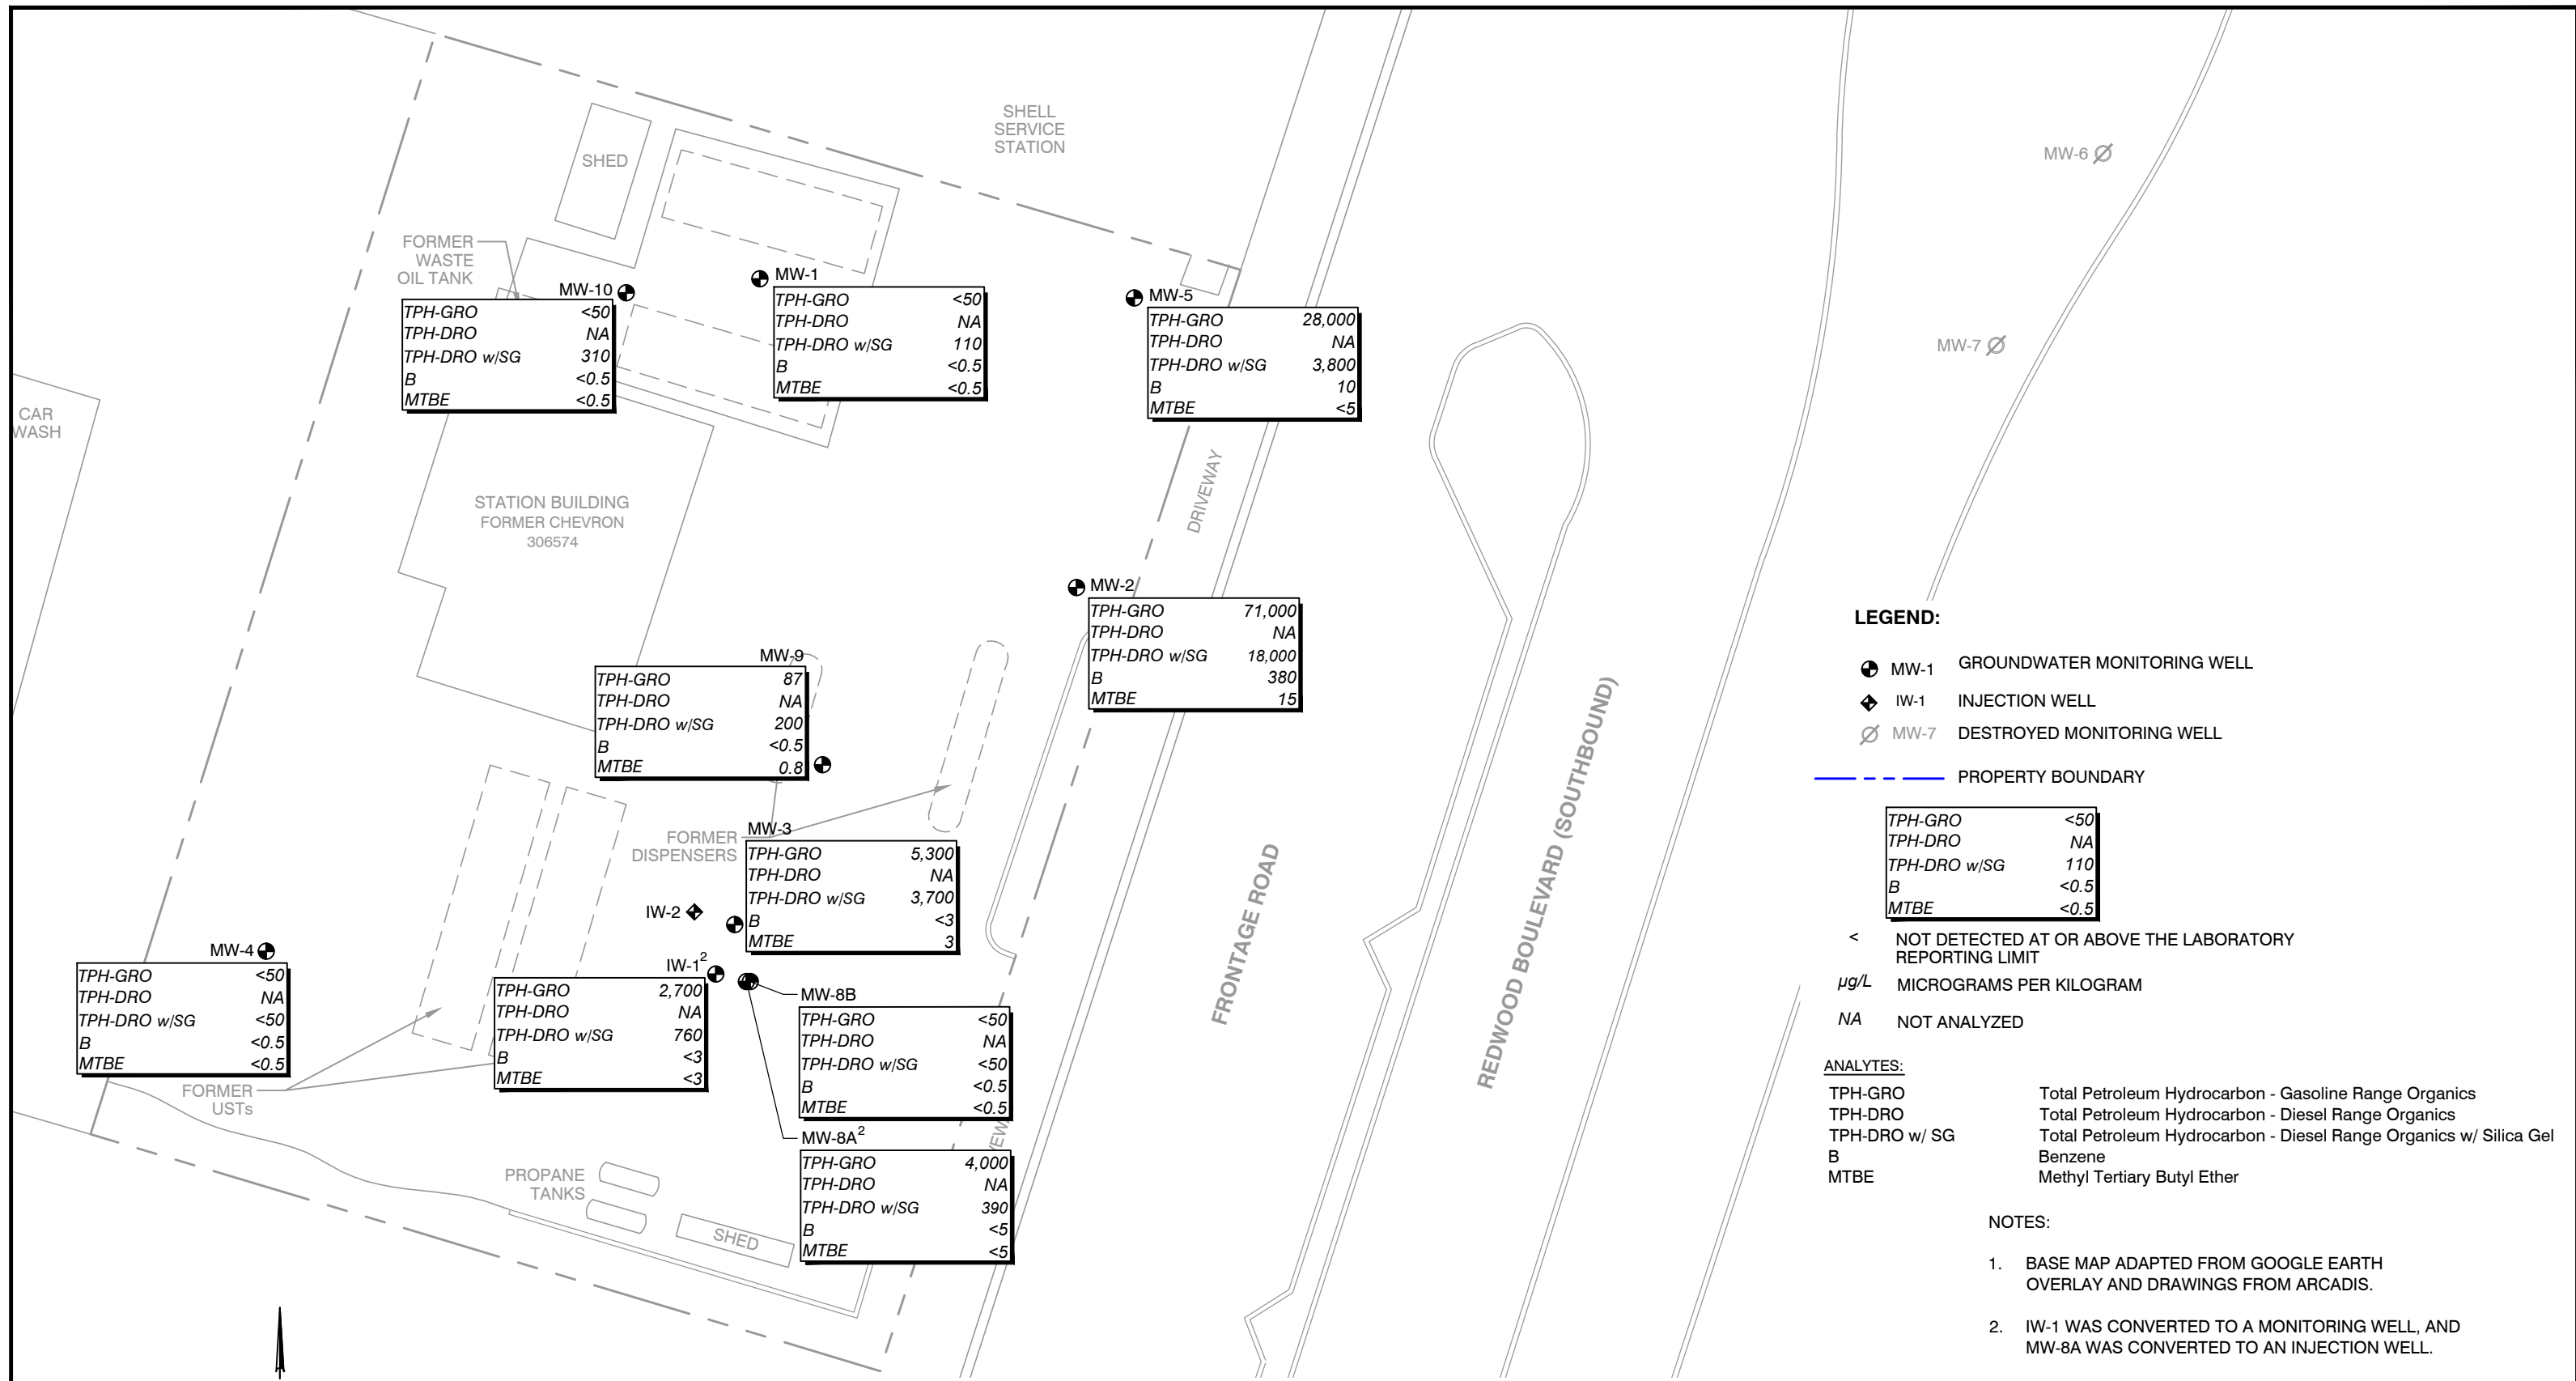 SHELL
SERVICE
STATION
SHED
MW-6
MW-7
FORMER
WASTE
OIL TANK
MW-10
TPH-GRO <50
TPH-DRO NA
TPH-DRO w/SG 310
B <0.5
MTBE <0.5
MW-1
TPH-GRO <50
TPH-DRO NA
TPH-DRO w/SG 110
B <0.5
MTBE <0.5
MW-5
TPH-GRO 28,000
TPH-DRO NA
TPH-DRO w/SG 3,800
B 10
MTBE <5
CAR
WASH
STATION BUILDING
FORMER CHEVRON
306574
DRIVEWAY
MW-2
TPH-GRO 71,000
TPH-DRO NA
TPH-DRO w/SG 18,000
B 380
MTBE 15
MW-9
TPH-GRO 87
TPH-DRO NA
TPH-DRO w/SG 200
B <0.5
MTBE 0.8
FORMER
DISPENSERS
MW-3
TPH-GRO 5,300
TPH-DRO NA
TPH-DRO w/SG 3,700
B <3
MTBE 3
IW-2
MW-4
TPH-GRO <50
TPH-DRO NA
TPH-DRO w/SG <50
B <0.5
MTBE <0.5
FORMER
USTs
IW-1²
TPH-GRO 2,700
TPH-DRO NA
TPH-DRO w/SG 760
B <3
MTBE <3
MW-8B
TPH-GRO <50
TPH-DRO NA
TPH-DRO w/SG <50
B <0.5
MTBE <0.5
MW-8A²
TPH-GRO 4,000
TPH-DRO NA
TPH-DRO w/SG 390
B <5
MTBE <5
PROPANE
TANKS
SHED
FRONTAGE ROAD
REDWOOD BOULEVARD (SOUTHBOUND)
LEGEND:
MW-1 GROUNDWATER MONITORING WELL
IW-1 INJECTION WELL
MW-7 DESTROYED MONITORING WELL
PROPERTY BOUNDARY
TPH-GRO <50
TPH-DRO NA
TPH-DRO w/SG 110
B <0.5
MTBE <0.5
< NOT DETECTED AT OR ABOVE THE LABORATORY
REPORTING LIMIT
µg/L MICROGRAMS PER KILOGRAM
NA NOT ANALYZED
ANALYTES:
TPH-GRO Total Petroleum Hydrocarbon - Gasoline Range Organics
TPH-DRO Total Petroleum Hydrocarbon - Diesel Range Organics
TPH-DRO w/ SG Total Petroleum Hydrocarbon - Diesel Range Organics w/ Silica Gel
B Benzene
MTBE Methyl Tertiary Butyl Ether
NOTES:
1. BASE MAP ADAPTED FROM GOOGLE EARTH
OVERLAY AND DRAWINGS FROM ARCADIS.
2. IW-1 WAS CONVERTED TO A MONITORING WELL, AND
MW-8A WAS CONVERTED TO AN INJECTION WELL.